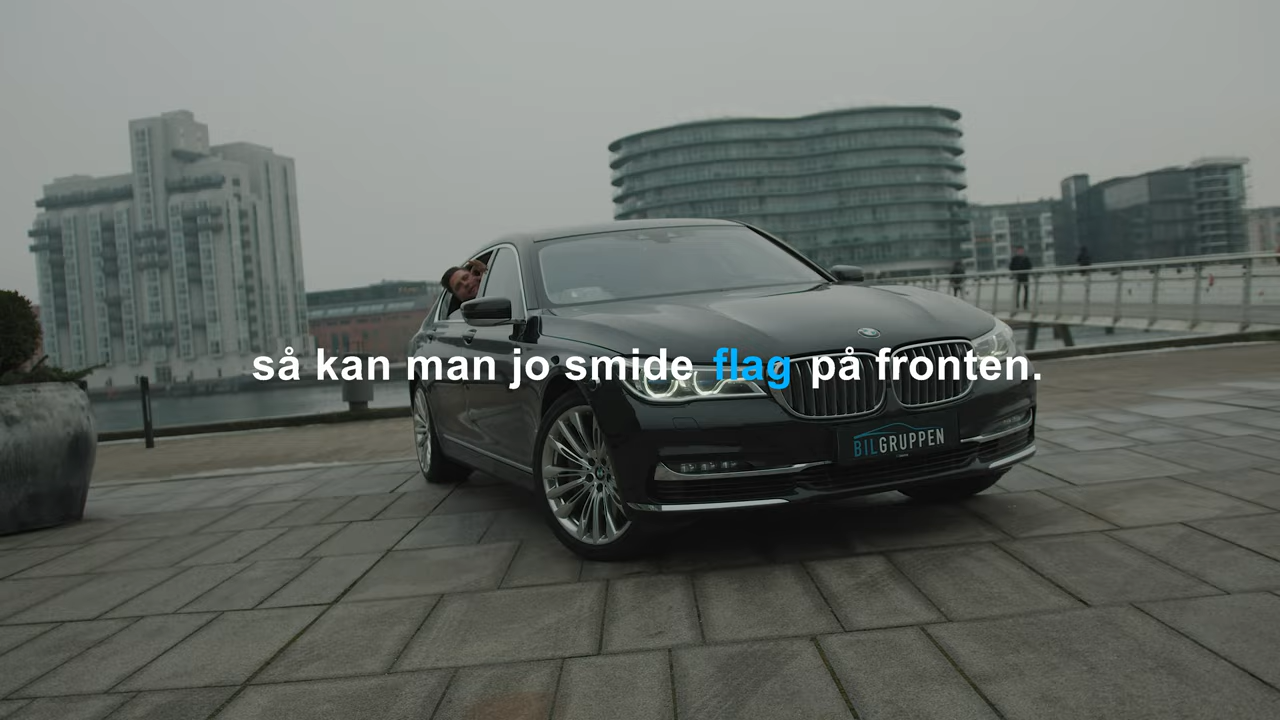 så kan man jo smide flag på fronten.
BILGRUPPEN